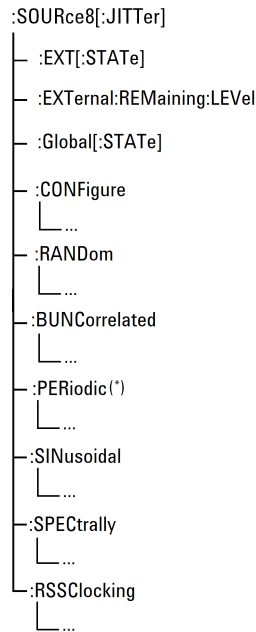 :SOURce8[:JITTer]
:EXT[:STATe]
:EXTernal:REMaining:LEVel
:Global[:STATe]
:CONFigure
...
:RANDom
...
:BUNCorrelated
...
:PERiodic(*)
...
:SINusoidal
...
:SPECtrally
...
:RSSClocking
...